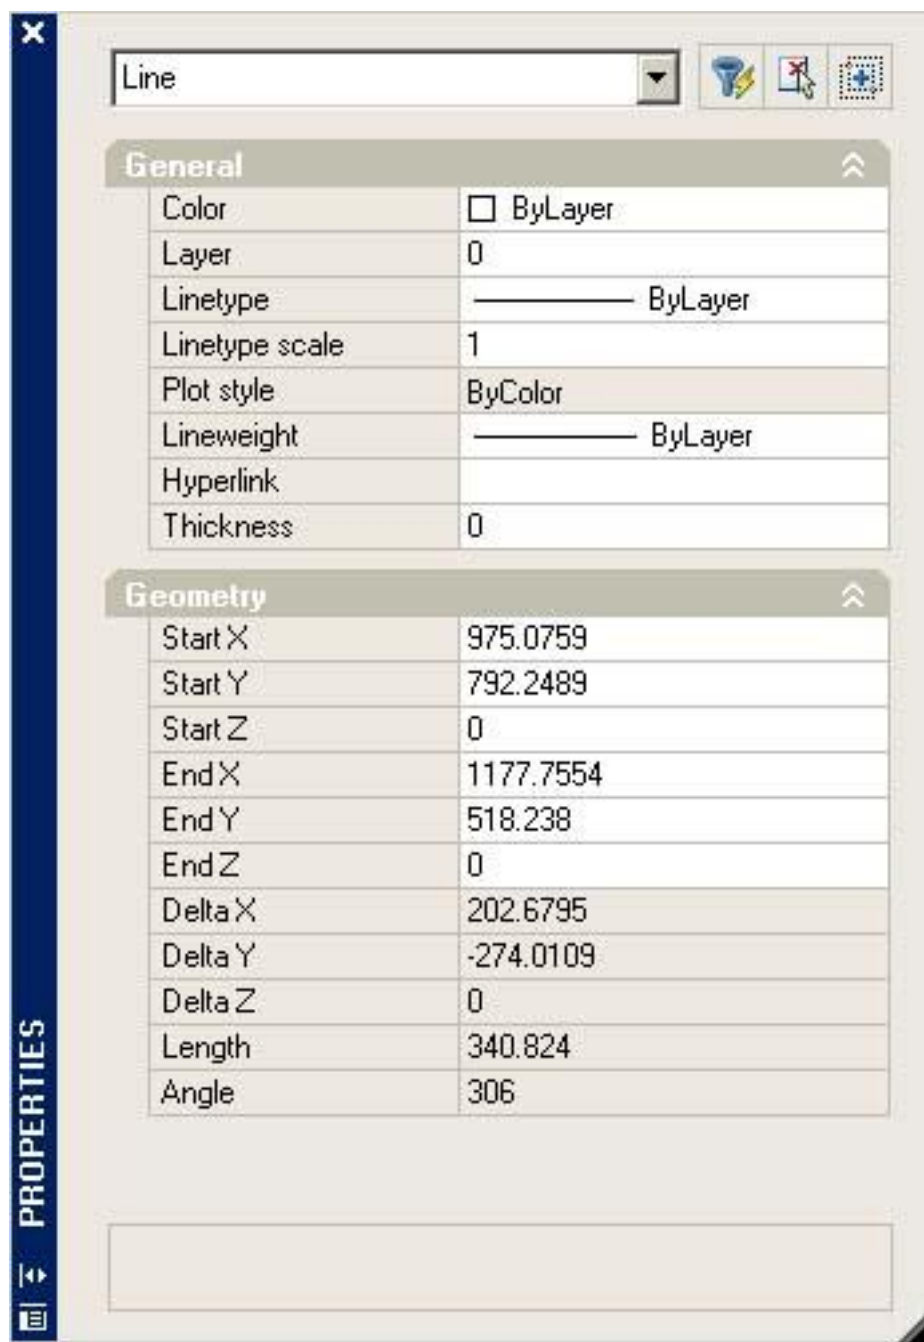 Line
General
Color ByLayer
Layer 0
Linetype ByLayer
Linetype scale 1
Plot style ByColor
Lineweight ByLayer
Hyperlink
Thickness 0
Geometry
Start X 975.0759
Start Y 792.2489
Start Z 0
End X 1177.7554
End Y 518.238
End Z 0
Delta X 202.6795
Delta Y -274.0109
Delta Z 0
Length 340.824
Angle 306
PROPERTIES